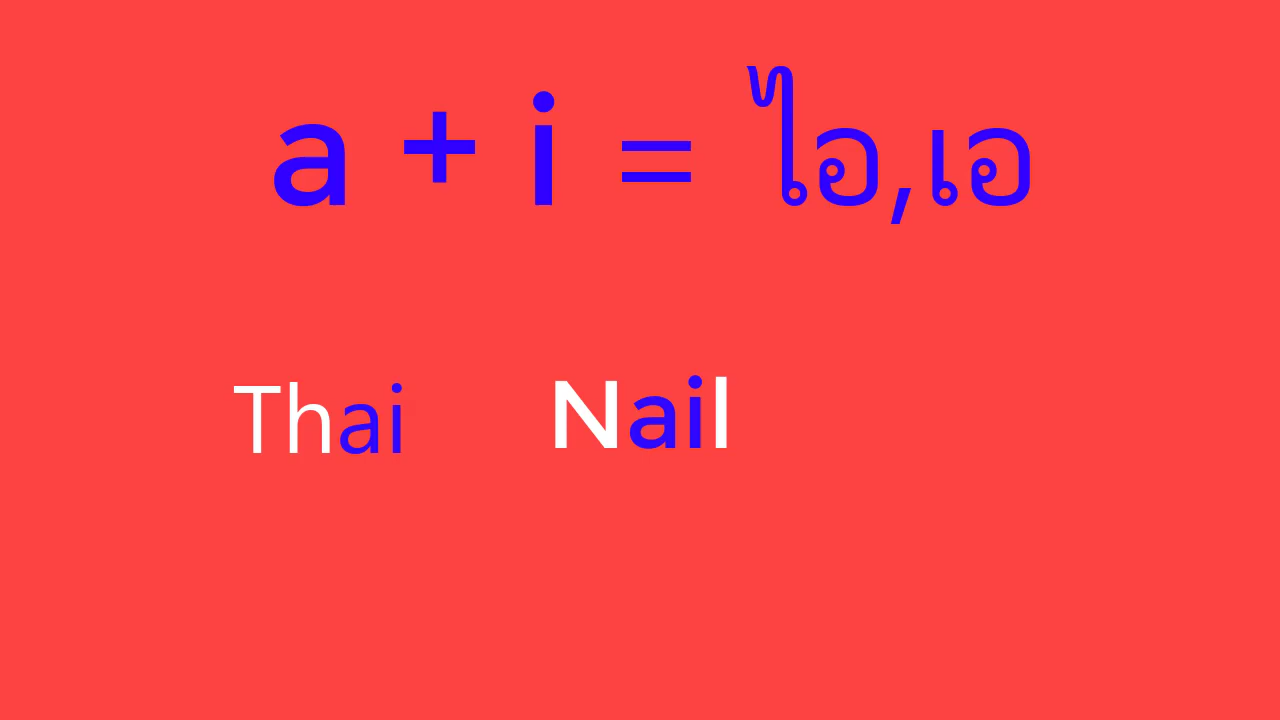 a + i = ไอ,เอ
Thai Nail